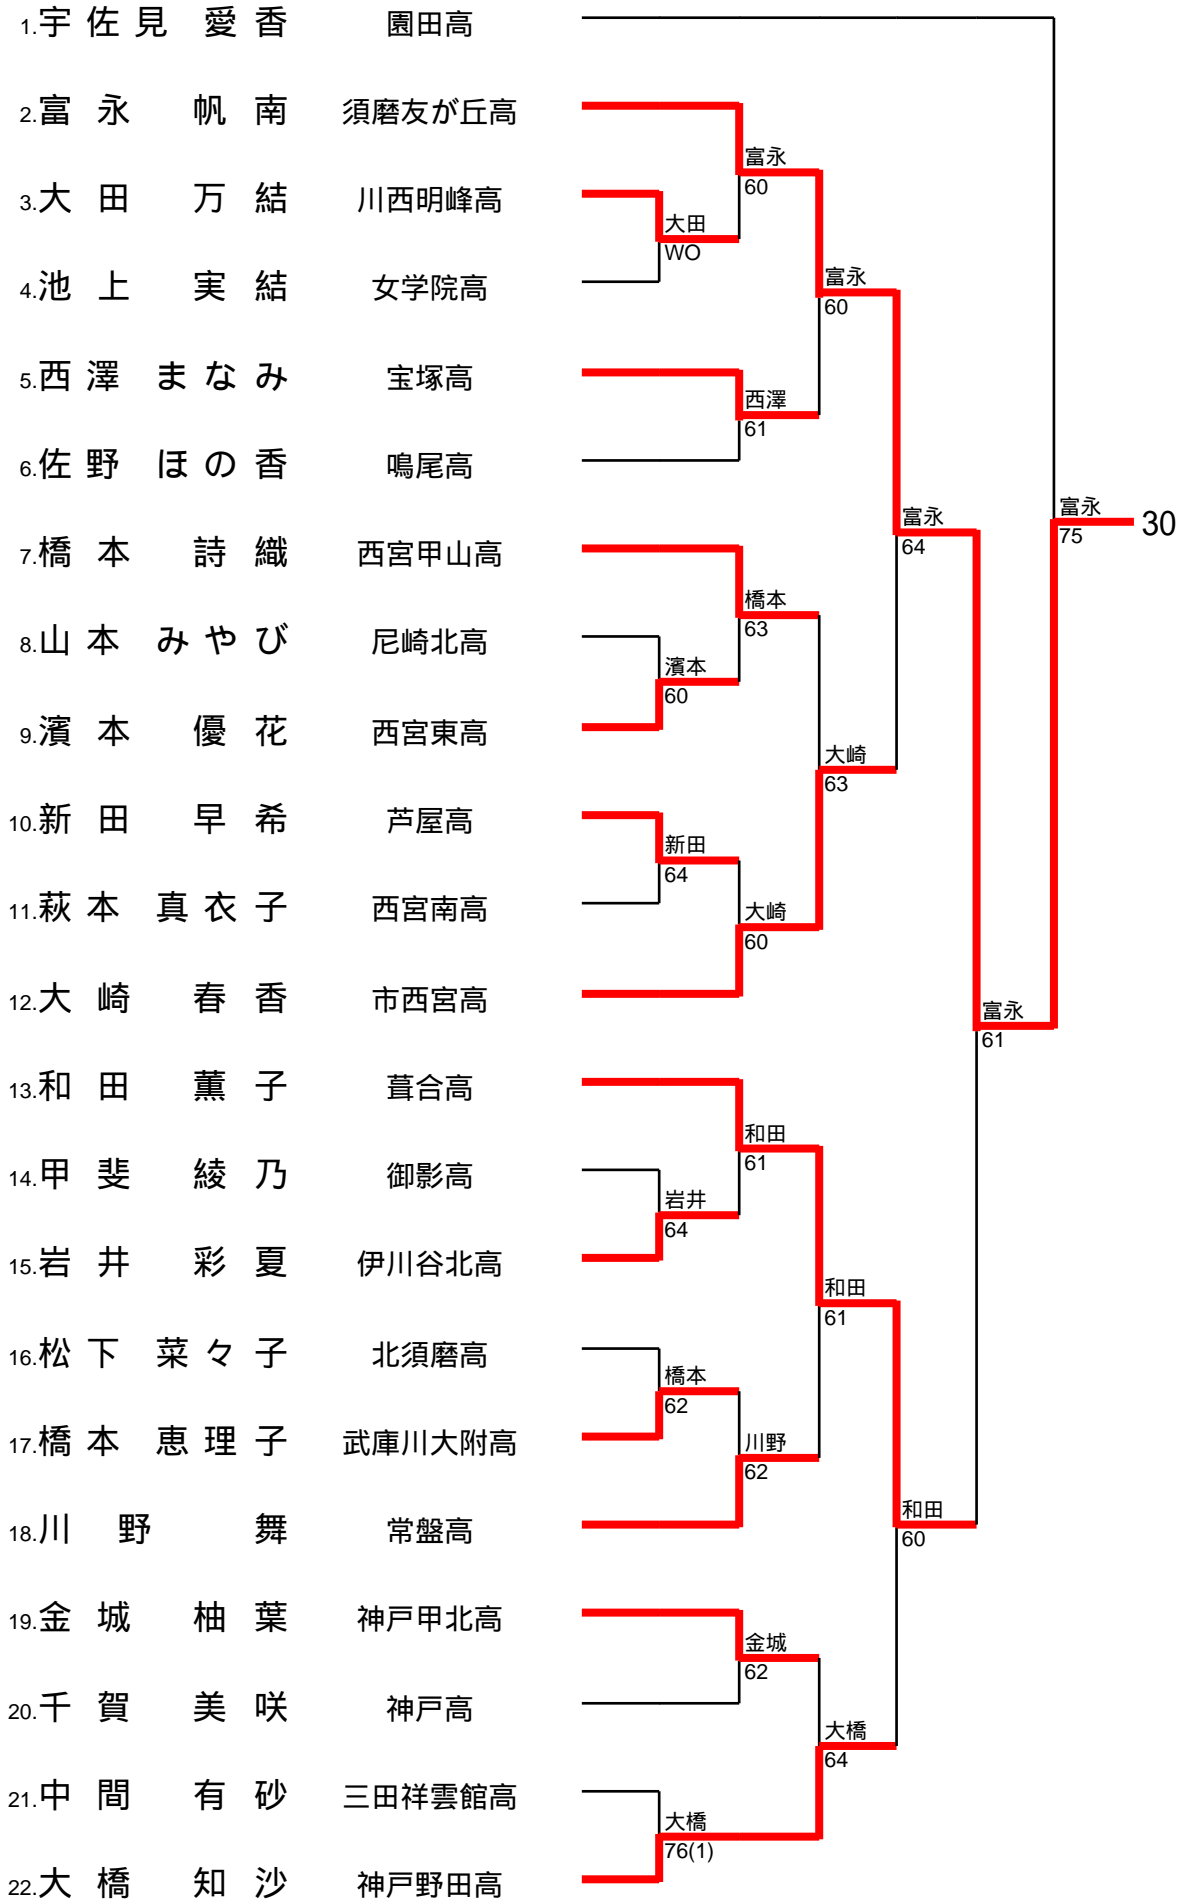 1.宇佐見 愛香 園田高
2.富永 帆南 須磨友が丘高
富永
60
3.大田 万結 川西明峰高
大田
WO
4.池上 実結 女学院高
富永
60
5.西澤 まなみ 宝塚高
西澤
61
6.佐野 ほの香 鳴尾高
富永
75
30
富永
64
7.橋本 詩織 西宮甲山高
橋本
63
8.山本 みやび 尼崎北高
濱本
60
9.濱本 優花 西宮東高
大崎
63
10.新田 早希 芦屋高
新田
64
11.萩本 真衣子 西宮南高
大崎
60
12.大崎 春香 市西宮高
富永
61
13.和田 薫子 葺合高
和田
61
14.甲斐 綾乃 御影高
岩井
64
15.岩井 彩夏 伊川谷北高
和田
61
16.松下 菜々子 北須磨高
橋本
62
17.橋本 恵理子 武庫川大附高
川野
62
18.川野 舞 常盤高
和田
60
19.金城 柚葉 神戸甲北高
金城
62
20.千賀 美咲 神戸高
大橋
64
21.中間 有砂 三田祥雲館高
大橋
76(1)
22.大橋 知沙 神戸野田高